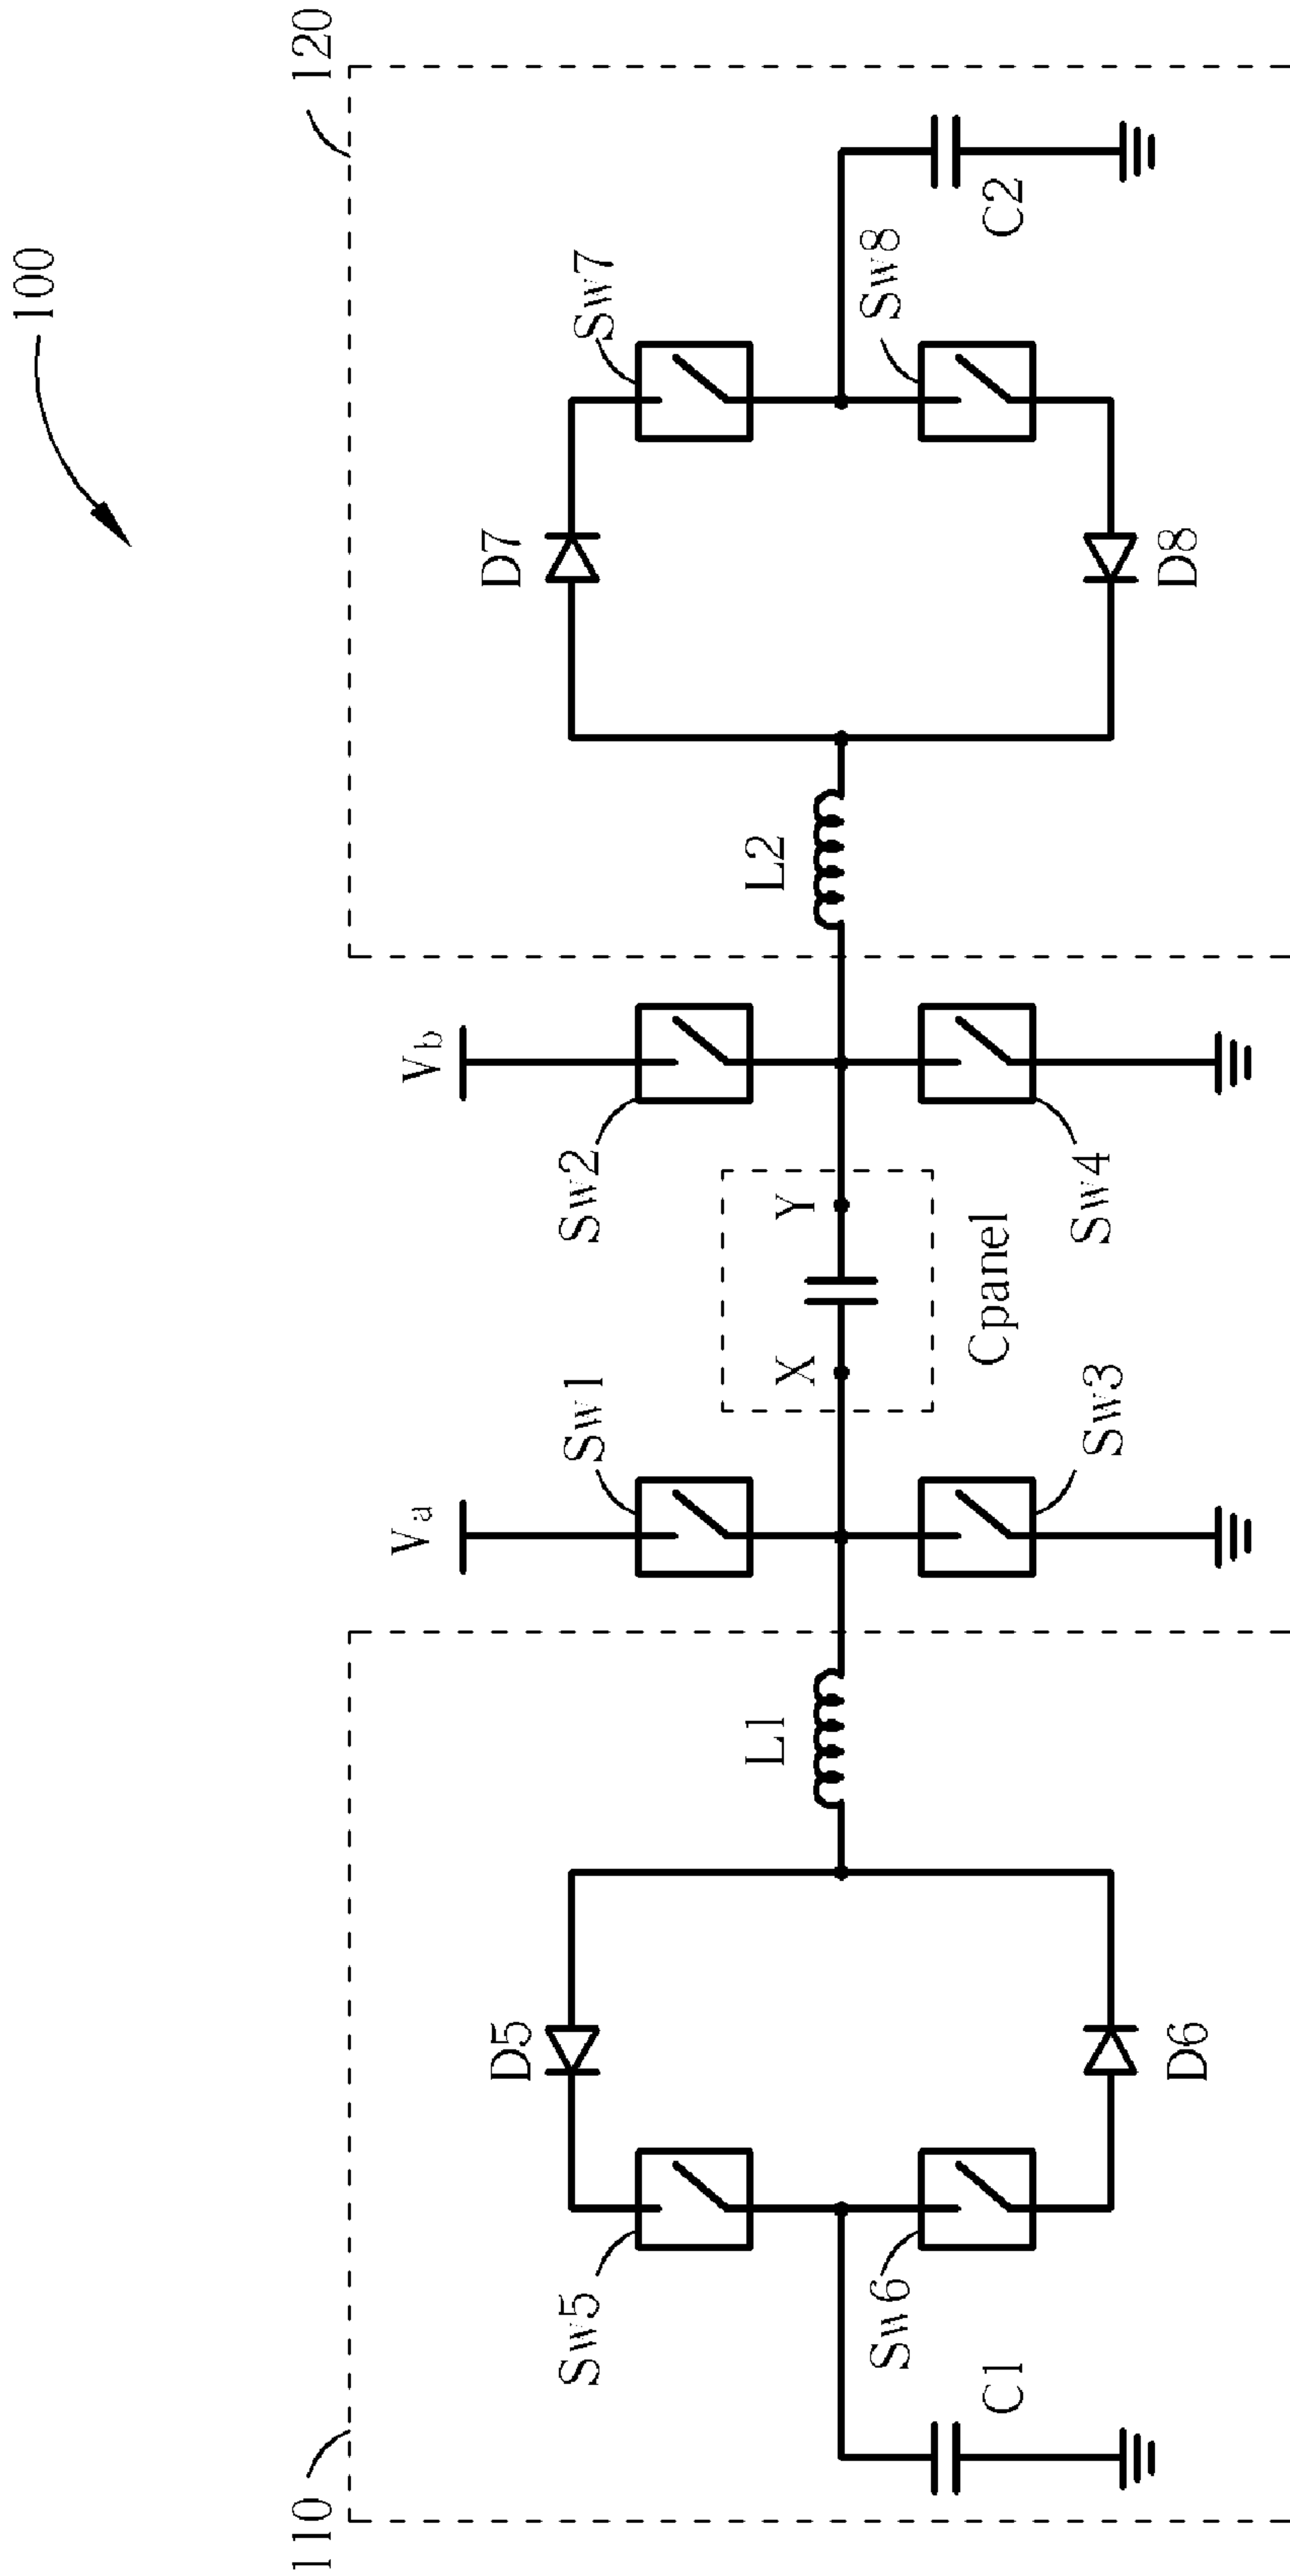 100
110
120
Va
Vb
Sw5
D5
L1
Sw1
X
Y
Sw2
L2
D7
Sw7
C1
Sw6
D6
Sw3
Cpanel
Sw4
D8
Sw8
C2